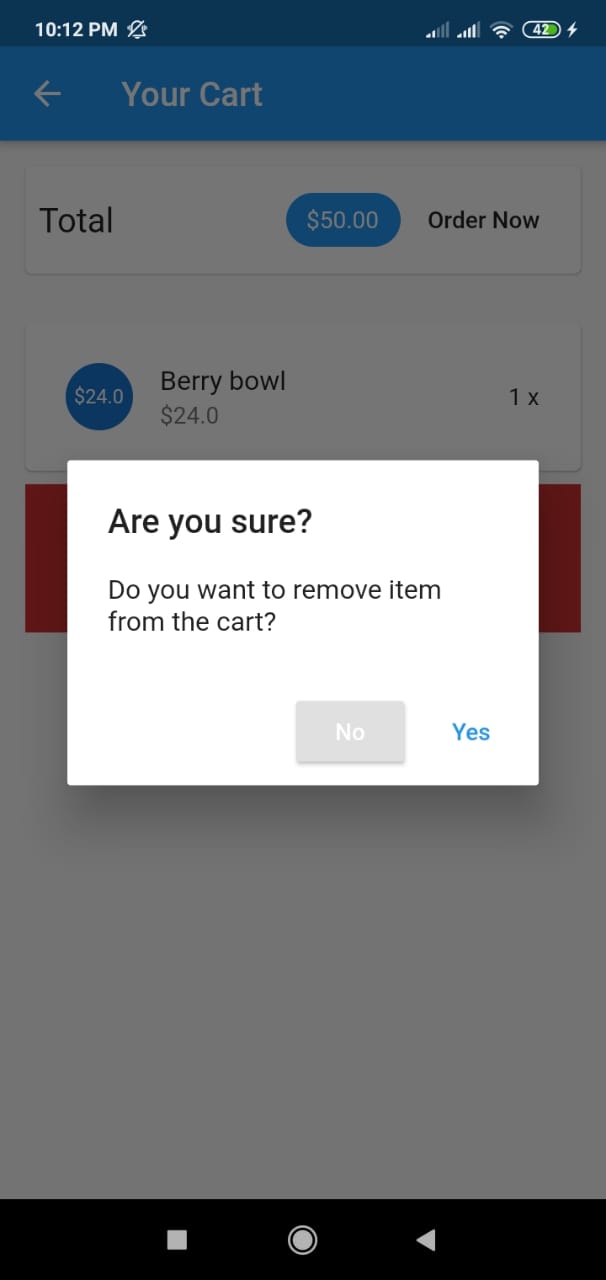 10:12 PM 42
Your Cart
Total $50.00 Order Now
$24.0 Berry bowl 1 x
$24.0
Are you sure?
Do you want to remove item
from the cart?
No Yes